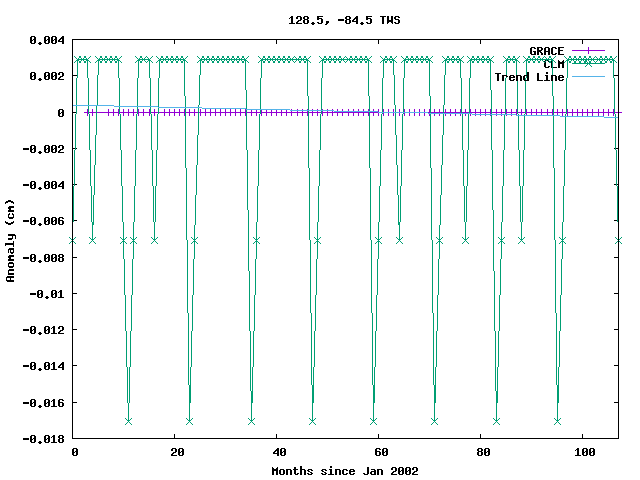 128.5, -84.5 TWS
0.004
0.002
0
-0.002
-0.004
-0.006
-0.008
-0.01
-0.012
-0.014
-0.016
-0.018
Anomaly (cm)
GRACE
CLM
Trend Line
0 20 40 60 80 100
Months since Jan 2002